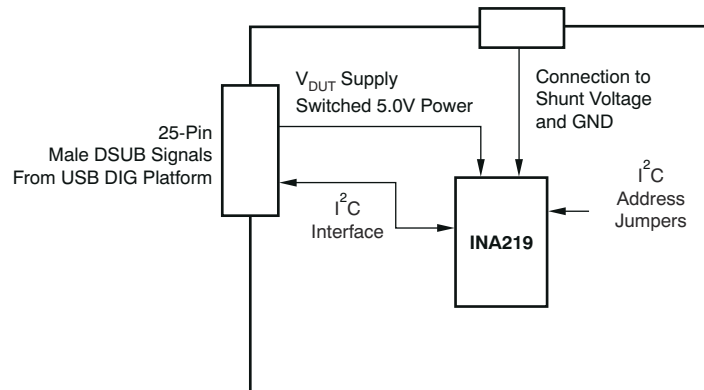 V_DUT Supply
Switched 5.0V Power
Connection to
Shunt Voltage
and GND
25-Pin
Male DSUB Signals
From USB DIG Platform
I²C
Interface
INA219
I²C
Address
Jumpers